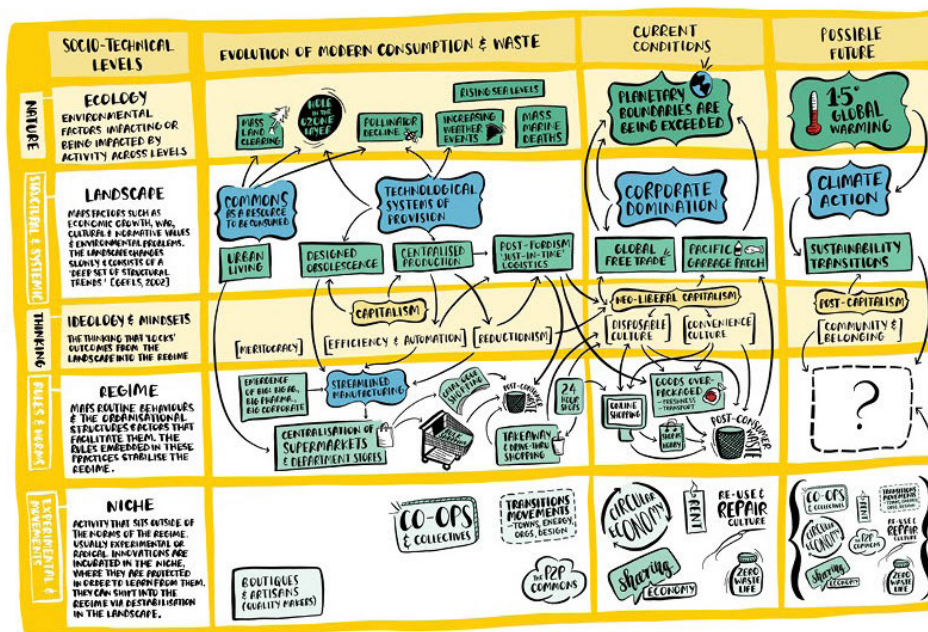 SOCIO-TECHNICAL
LEVELS
EVOLUTION OF MODERN CONSUMPTION & WASTE
CURRENT
CONDITIONS
POSSIBLE
FUTURE
NATURE
ECOLOGY
ENVIRONMENTAL
FACTORS IMPACTING OR
BEING IMPACTED BY
ACTIVITY ACROSS LEVELS
MASS
LAND
CLEARING
HOLE
IN THE
OZONE
LAYER
POLLINATOR
DECLINE
RISING SEA LEVELS
INCREASING
WEATHER
EVENTS
MASS
MARINE
DEATHS
PLANETARY
BOUNDARIES ARE
BEING EXCEEDED
1.5°
GLOBAL
WARMING
STRUCTURAL & SYSTEMIC
LANDSCAPE
MAPS FACTORS SUCH AS
ECONOMIC GROWTH, WAR,
CULTURAL & NORMATIVE VALUES
& ENVIRONMENTAL PROBLEMS.
THE LANDSCAPE CHANGES
SLOWLY & CONSISTS OF A
'DEEP SET OF STRUCTURAL
TRENDS' [GEELS, 2002]
COMMONS
AS A RESOURCE
TO BE CONSUMED
TECHNOLOGICAL
SYSTEMS OF
PROVISION
URBAN
LIVING
DESIGNED
OBSOLESCENCE
CENTRALISED
PRODUCTION
POST-FORDISM
'JUST-IN-TIME'
LOGISTICS
CORPORATE
DOMINATION
GLOBAL
FREE TRADE
PACIFIC
GARBAGE PATCH
CLIMATE
ACTION
SUSTAINABILITY
TRANSITIONS
THINKING
IDEOLOGY & MINDSETS
THE THINKING THAT 'LOCKS'
OUTCOMES FROM THE
LANDSCAPE INTO THE REGIME
CAPITALISM
[MERITOCRACY]
[EFFICIENCY & AUTOMATION]
[REDUCTIONISM]
NEO-LIBERAL CAPITALISM
[DISPOSABLE
CULTURE]
[CONVENIENCE
CULTURE]
POST-CAPITALISM
[COMMUNITY &
BELONGING]
RULES & NORMS
REGIME
MAPS ROUTINE BEHAVIOURS
& THE ORGANISATIONAL
STRUCTURES FACTORS THAT
FACILITATE THEM. THE
RULES EMBEDDED IN THESE
PRACTICES STABILISE THE
REGIME.
EMERGENCE
OF BIG: BIG AG,
BIG PHARMA,
BIG CORPORATE
STREAMLINED
MANUFACTURING
CENTRALISATION OF
SUPERMARKETS
& DEPARTMENT STORES
SHOPPING
POST-CONSUMER
WASTE
TAKEAWAY
& DRIVE-THRU
SHOPPING
24
HOUR
SHOPS
ONLINE
SHOPPING
GOODS OVER-
PACKAGED
- FRESHNESS
- TRANSPORT
SHOP AS
HOBBY
POST-CONSUMER
WASTE
?
EXPERIMENTAL
MOVEMENTS
NICHE
ACTIVITY THAT SITS OUTSIDE OF
THE NORMS OF THE REGIME.
USUALLY EXPERIMENTAL OR
RADICAL INNOVATIONS ARE
INCUBATED IN THE NICHE,
WHERE THEY ARE PROTECTED
IN ORDER TO LEARN FROM THEM.
THEY CAN SHIFT INTO THE
REGIME VIA DESTABILISATION
IN THE LANDSCAPE.
BOUTIQUES
& ARTISANS
(QUALITY MAKERS)
CO-OPS
& COLLECTIVES
TRANSITIONS
MOVEMENTS
- TOWNS, ENERGY,
ORGS, DESIGN
THE P2P
COMMONS
CIRCULAR
ECONOMY
RENT
RE-USE &
REPAIR
CULTURE
Sharing
ECONOMY
ZERO
WASTE
LIFE
CO-OPS
& COLLECTIVES
TRANSITIONS
MOVEMENTS
- TOWNS, ENERGY,
ORGS, DESIGN
RENT
CIRCULAR
ECONOMY
THE P2P
COMMONS
RE-USE &
REPAIR
CULTURE
Sharing
ECONOMY
ZERO
WASTE
LIFE